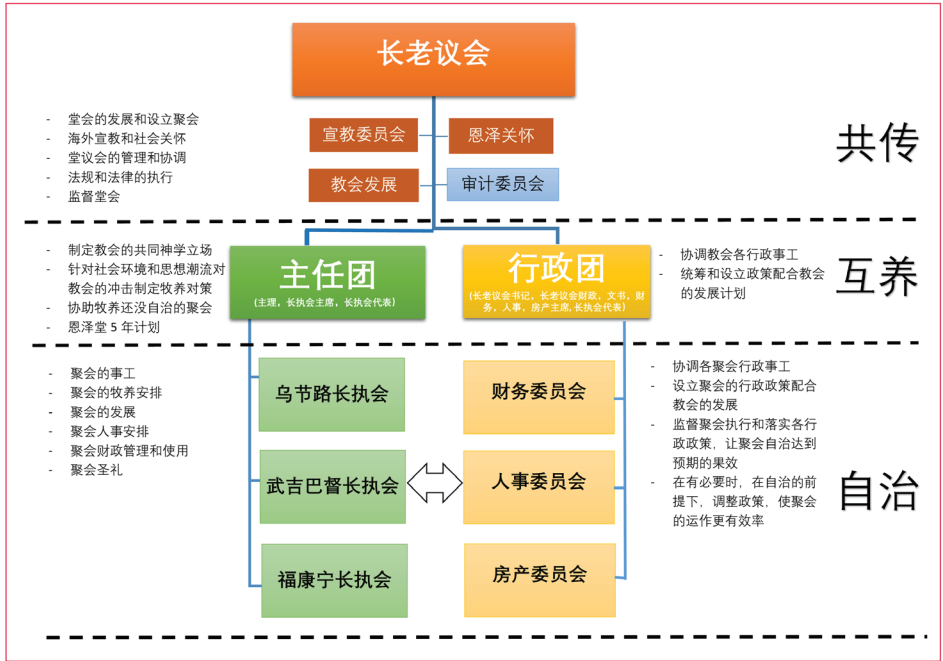 长老议会
宣教委员会
恩泽关怀
教会发展
审计委员会
- 堂会的发展和设立聚会
- 海外宣教和社会关怀
- 堂议会的管理和协调
- 法规和法律的执行
- 监督堂会
共传
- 制定教会的共同神学立场
- 针对社会环境和思想潮流对
教会的冲击制定牧养对策
- 协助牧养还没自治的聚会
- 恩泽堂 5 年计划
主任团
(主理，长执会主席，长执会代表)
行政团
(长老议会书记，长老议会财政，文书，财
务，人事，房产主席,长执会代表)
- 协调教会各行政事工
- 统筹和设立政策配合教会
的发展计划
互养
- 聚会的事工
- 聚会的牧养安排
- 聚会的发展
- 聚会人事安排
- 聚会财政管理和使用
- 聚会圣礼
乌节路长执会
武吉巴督长执会
福康宁长执会
财务委员会
人事委员会
房产委员会
- 协调各聚会行政事工
- 设立聚会的行政政策配合
教会的发展
- 监督聚会执行和落实各行
政政策，让聚会自治达到
预期的果效
- 在有必要时，在自治的前
提下，调整政策，使聚会
的运作更有效率
自治